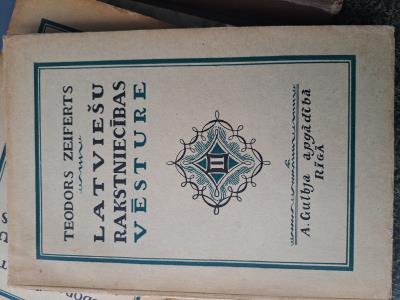 TEODORS ZEIFERTS
LATVIEŠU
RAKSTNIECĪBAS
VĒSTURE
II
A. Gulbja apgādībā
RĪGĀ